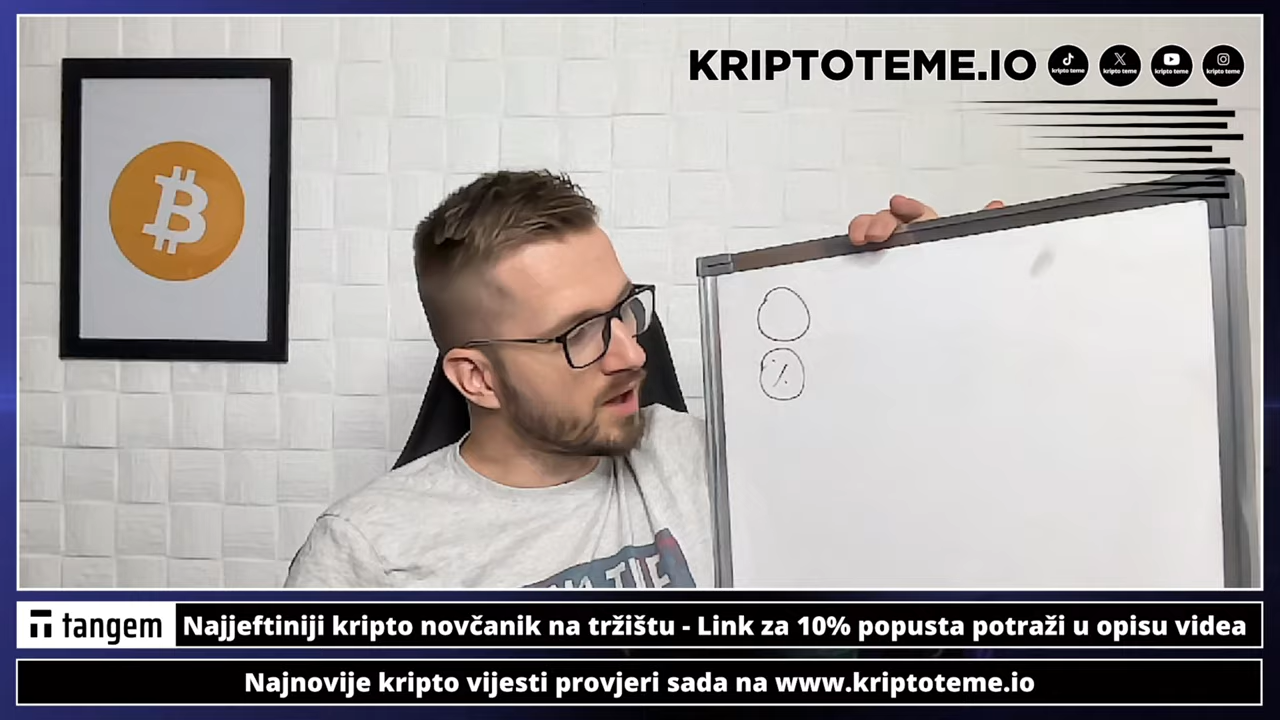 KRIPTOTEME.IO
kripto teme
kripto teme
kripto teme
kripto teme
%
tangem
Najjeftiniji kripto novčanik na tržištu - Link za 10% popusta potraži u opisu videa
Najnovije kripto vijesti provjeri sada na www.kriptoteme.io